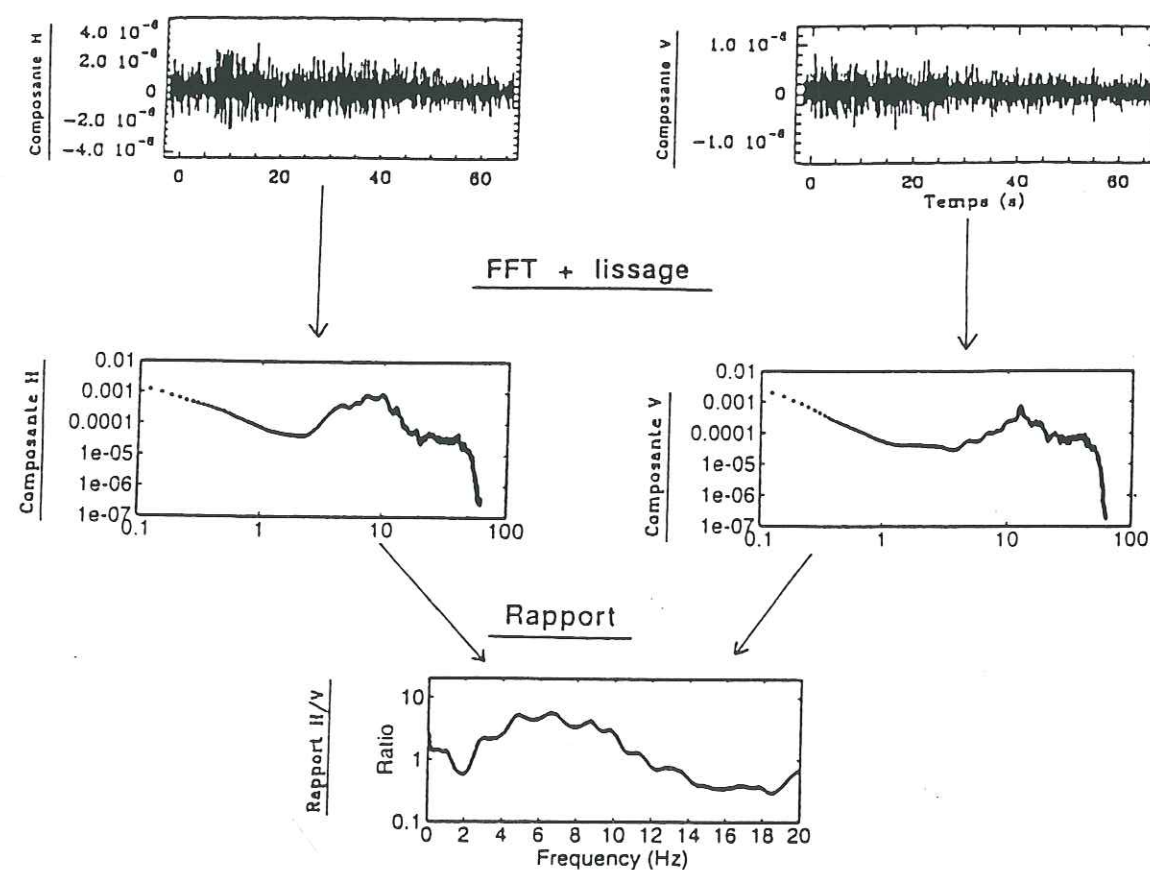 Composante H
4.0 10⁻⁶
2.0 10⁻⁶
0
-2.0 10⁻⁶
-4.0 10⁻⁶
0 20 40 60
Composante V
1.0 10⁻⁶
0
-1.0 10⁻⁶
0 20 40 60
Temps (s)
FFT + lissage
Composante H
0.01
0.001
0.0001
1e-05
1e-06
1e-07
0.1 1 10 100
Composante V
0.01
0.001
0.0001
1e-05
1e-06
1e-07
0.1 1 10 100
Rapport
Rapport H/V
Ratio
10
1
0.1
0 2 4 6 8 10 12 14 16 18 20
Frequency (Hz)